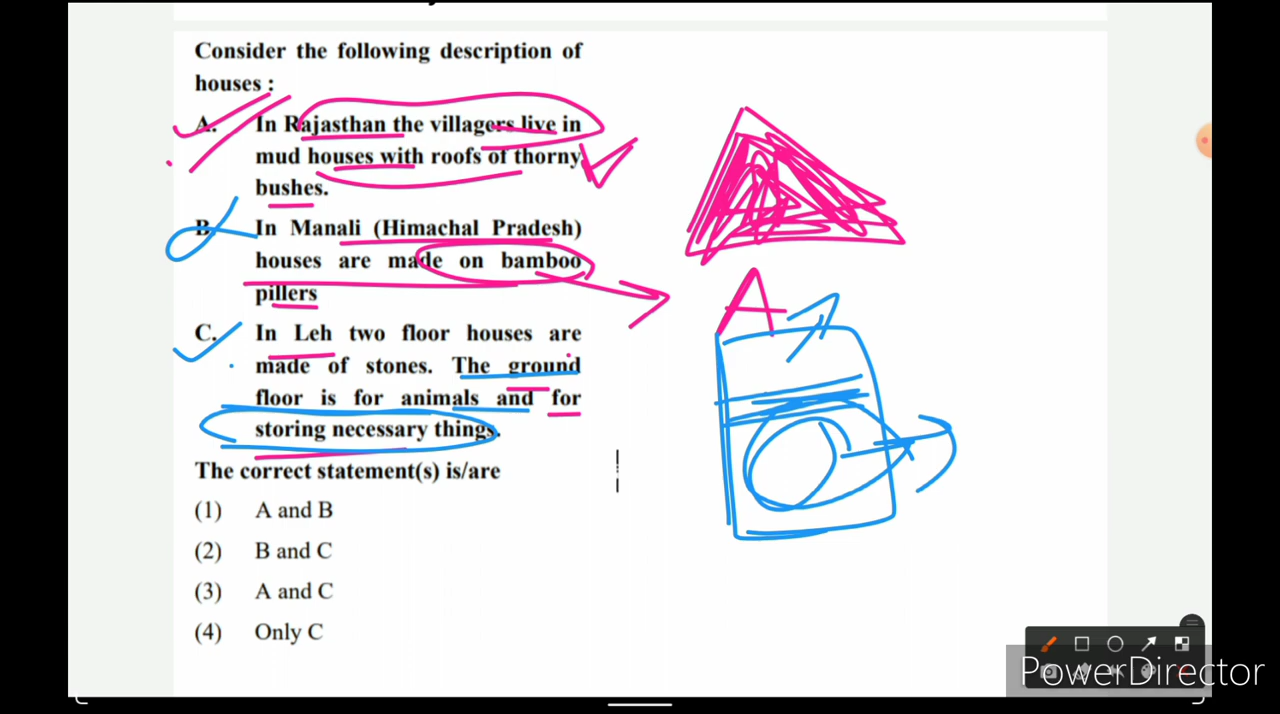 Consider the following description of
houses :
A. In Rajasthan the villagers live in
mud houses with roofs of thorny
bushes.
B. In Manali (Himachal Pradesh)
houses are made on bamboo
pillers
C. In Leh two floor houses are
made of stones. The ground
floor is for animals and for
storing necessary things.
The correct statement(s) is/are
(1) A and B
(2) B and C
(3) A and C
(4) Only C
A
PowerDirector